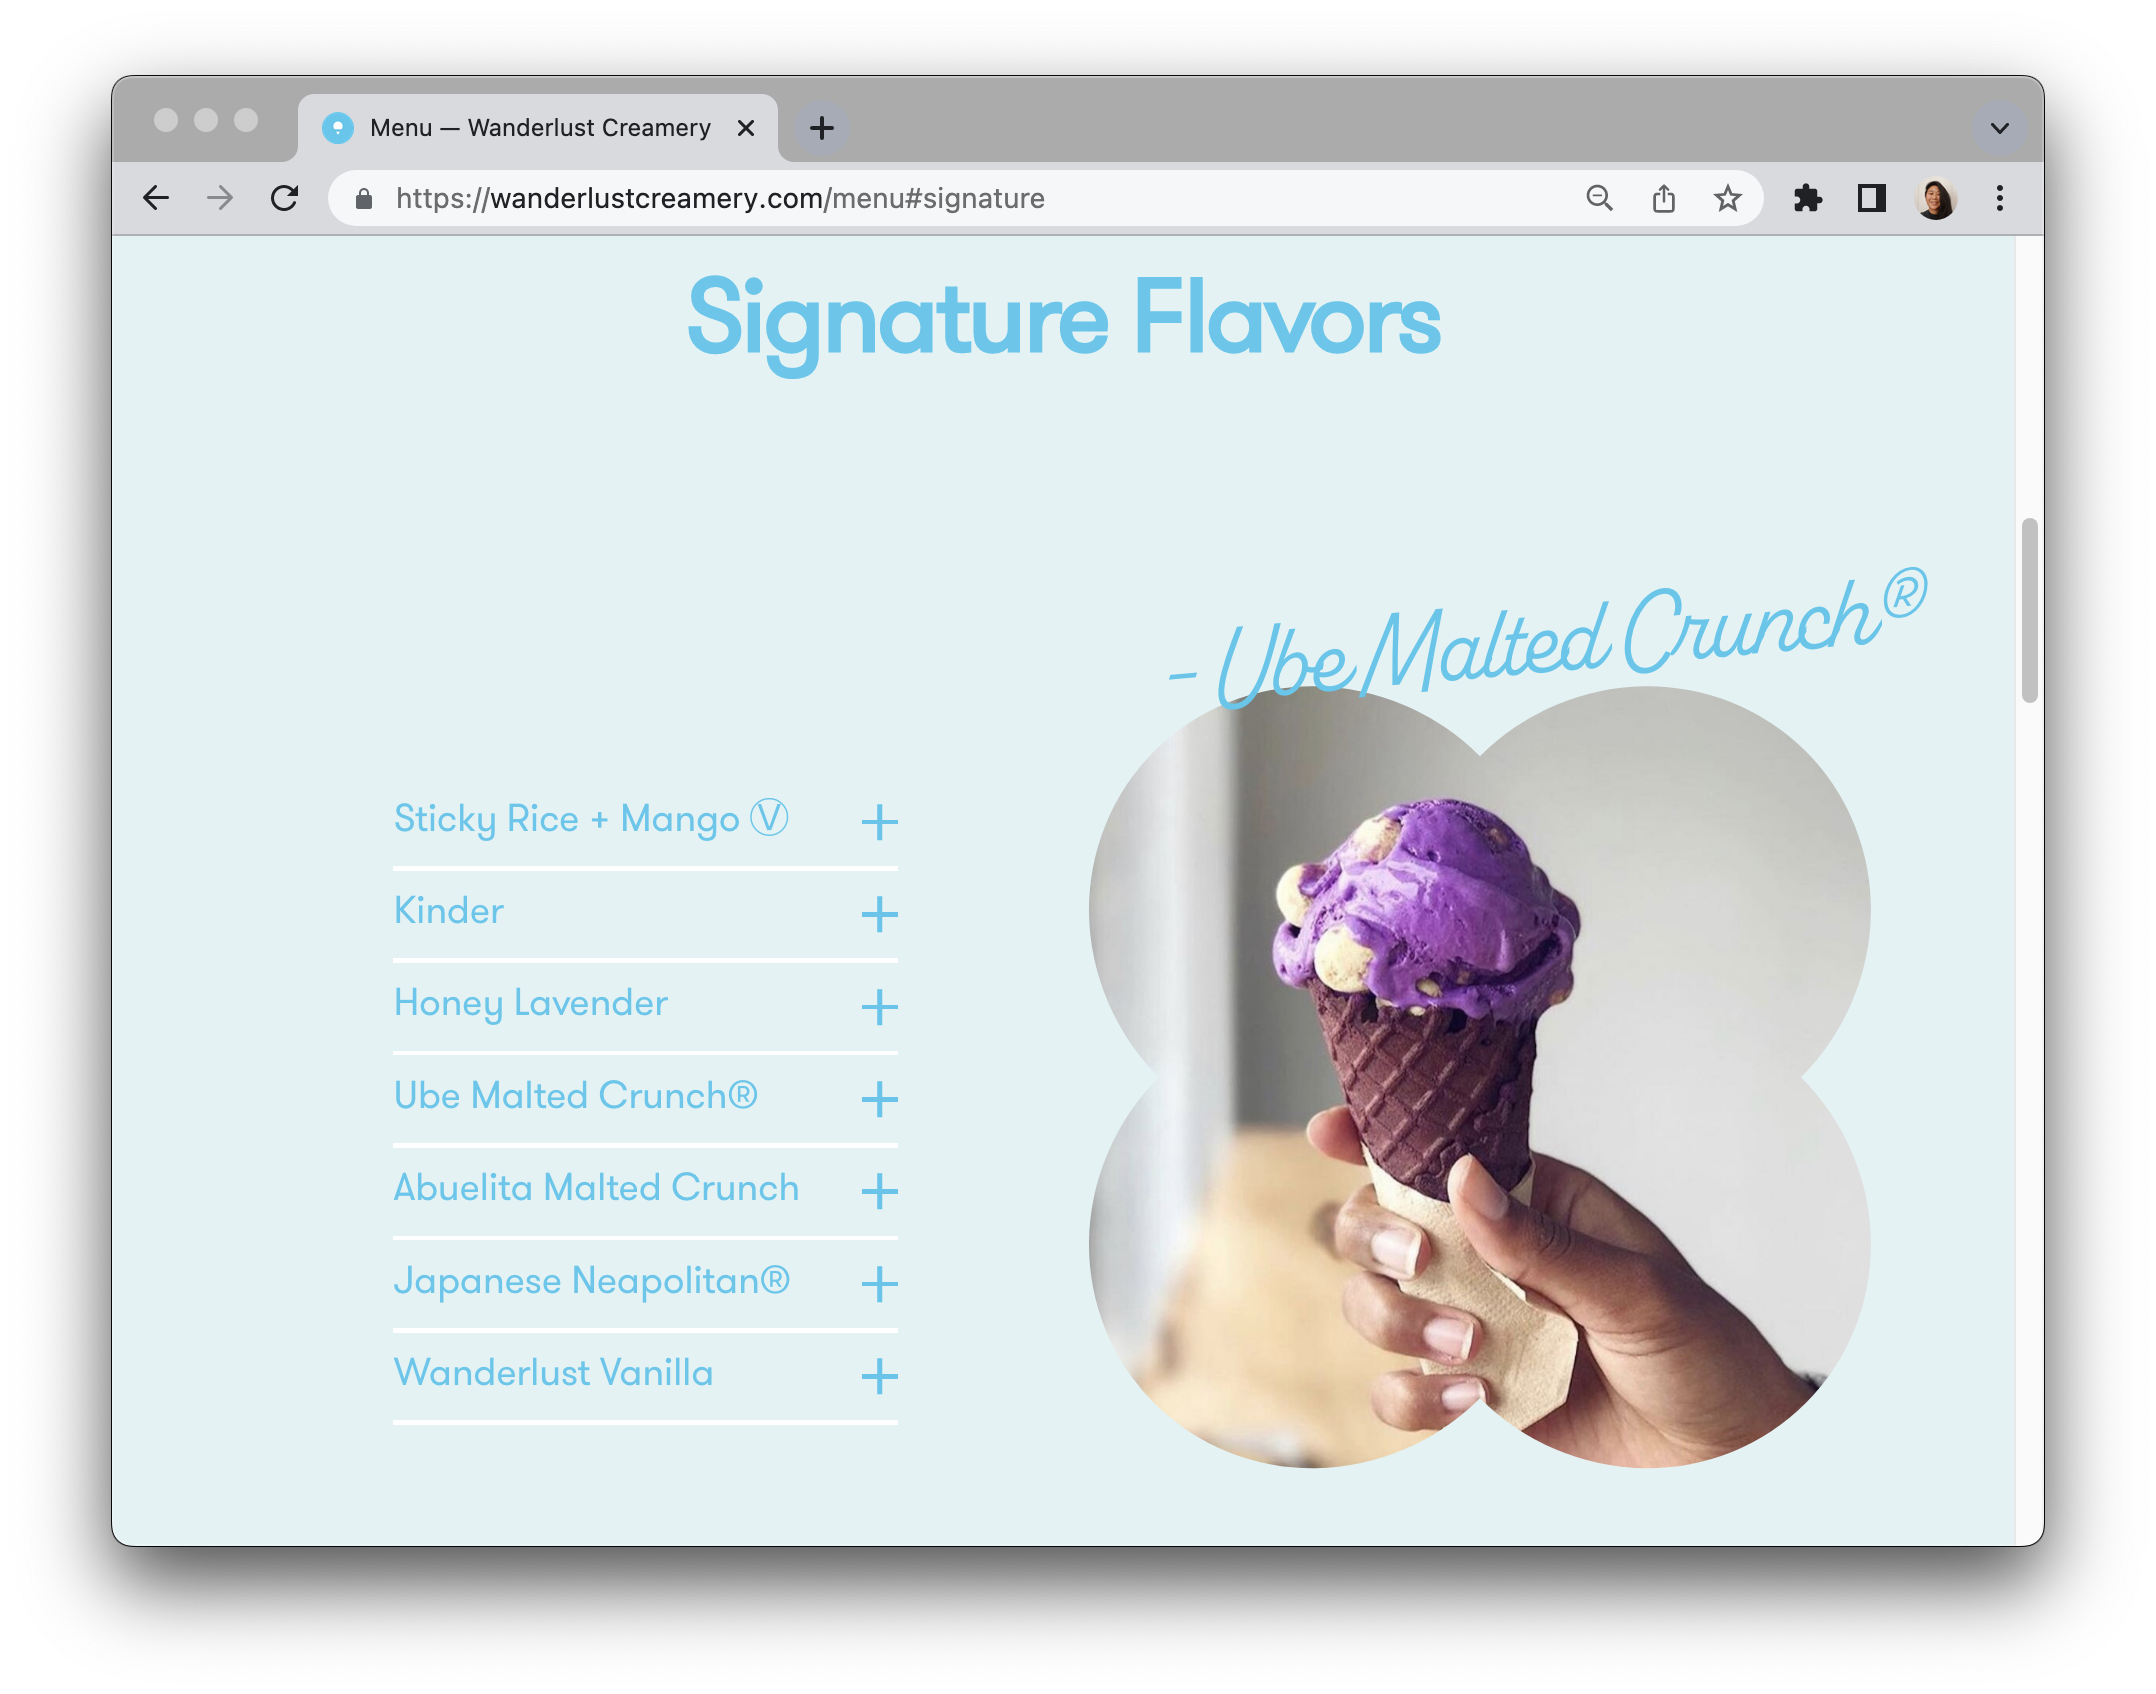 Menu — Wanderlust Creamery
https://wanderlustcreamery.com/menu#signature
Signature Flavors
- Ube Malted Crunch®
Sticky Rice + Mango Ⓥ
Kinder
Honey Lavender
Ube Malted Crunch®
Abuelita Malted Crunch
Japanese Neapolitan®
Wanderlust Vanilla